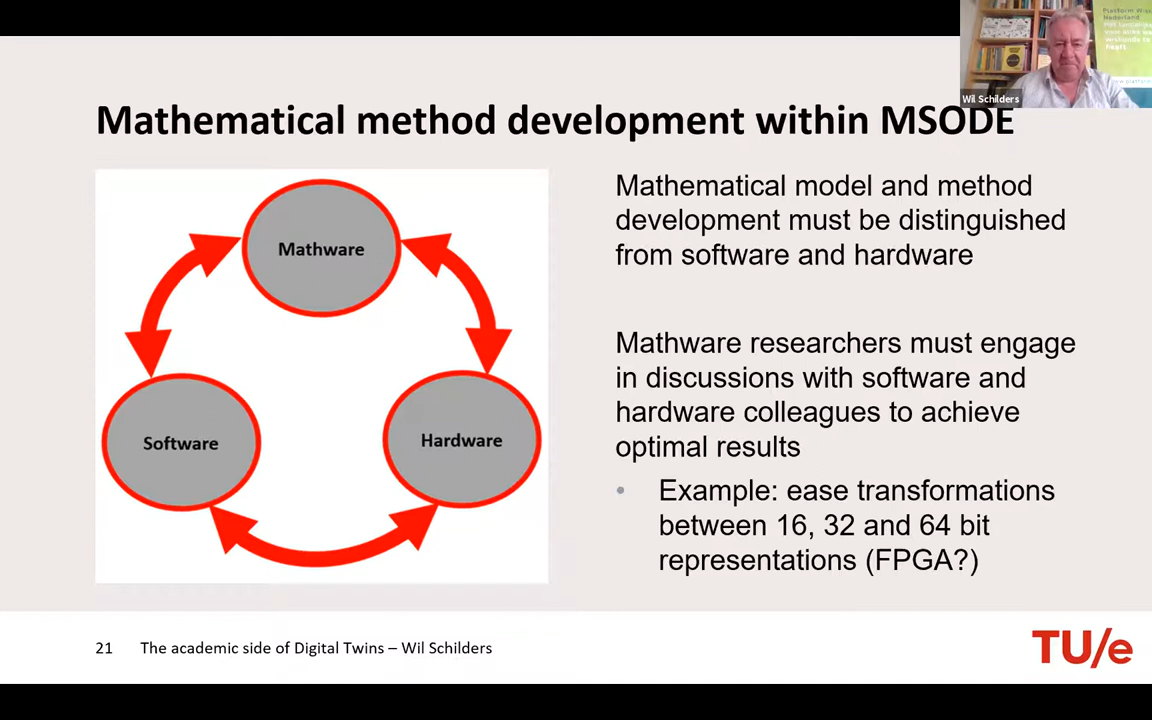 Platform Wis
Nederland
Wil Schilders
Mathematical method development within MSODE
Mathware
Software
Hardware
Mathematical model and method
development must be distinguished
from software and hardware
Mathware researchers must engage
in discussions with software and
hardware colleagues to achieve
optimal results
• Example: ease transformations
between 16, 32 and 64 bit
representations (FPGA?)
21 The academic side of Digital Twins – Wil Schilders
TU/e